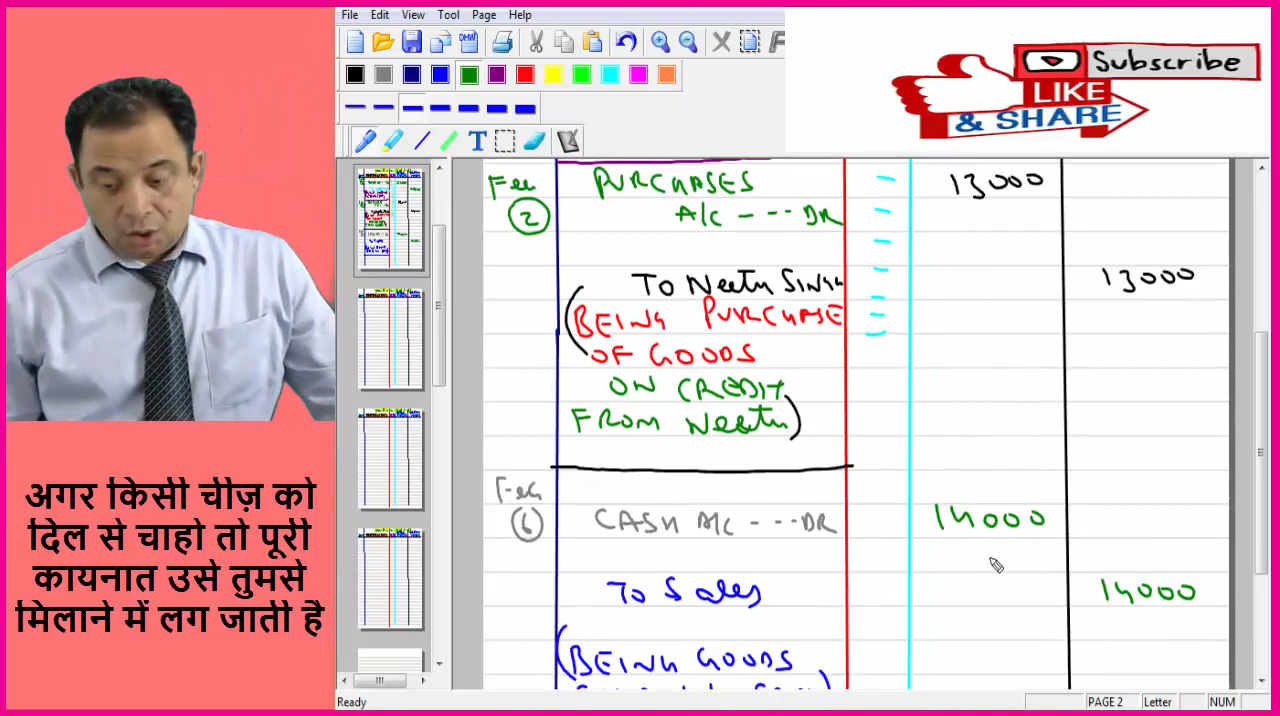 File Edit View Tool Page Help
Subscribe
LIKE
& SHARE
Feb
2
PURCHASES
A/C - - - DR
13000
TO Neetu SINGH
13000
(BEING PURCHASE
OF GOODS
ON CREDIT
FROM Neetu)
Feb
6
CASH A/C - - - DR
14000
To Sales
14000
(BEING GOODS
अगर किसी चीज़ को
दिल से चाहो तो पूरी
कायनात उसे तुमसे
मिलाने में लग जाती है
Ready
PAGE 2 Letter NUM